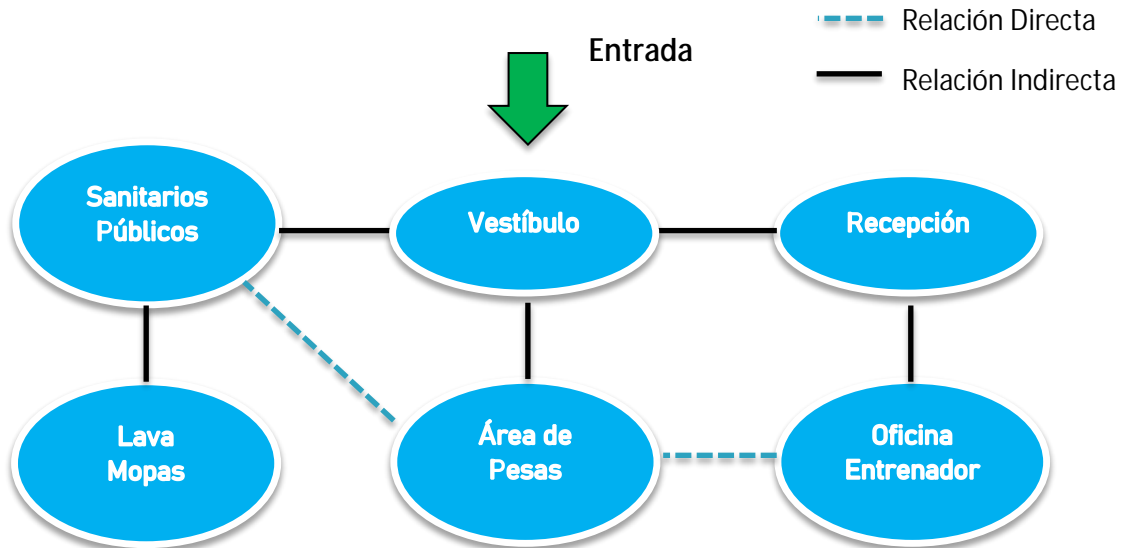 Relación Directa
Entrada
Relación Indirecta
Sanitarios
Públicos
Vestíbulo
Recepción
Lava
Mopas
Área de
Pesas
Oficina
Entrenador